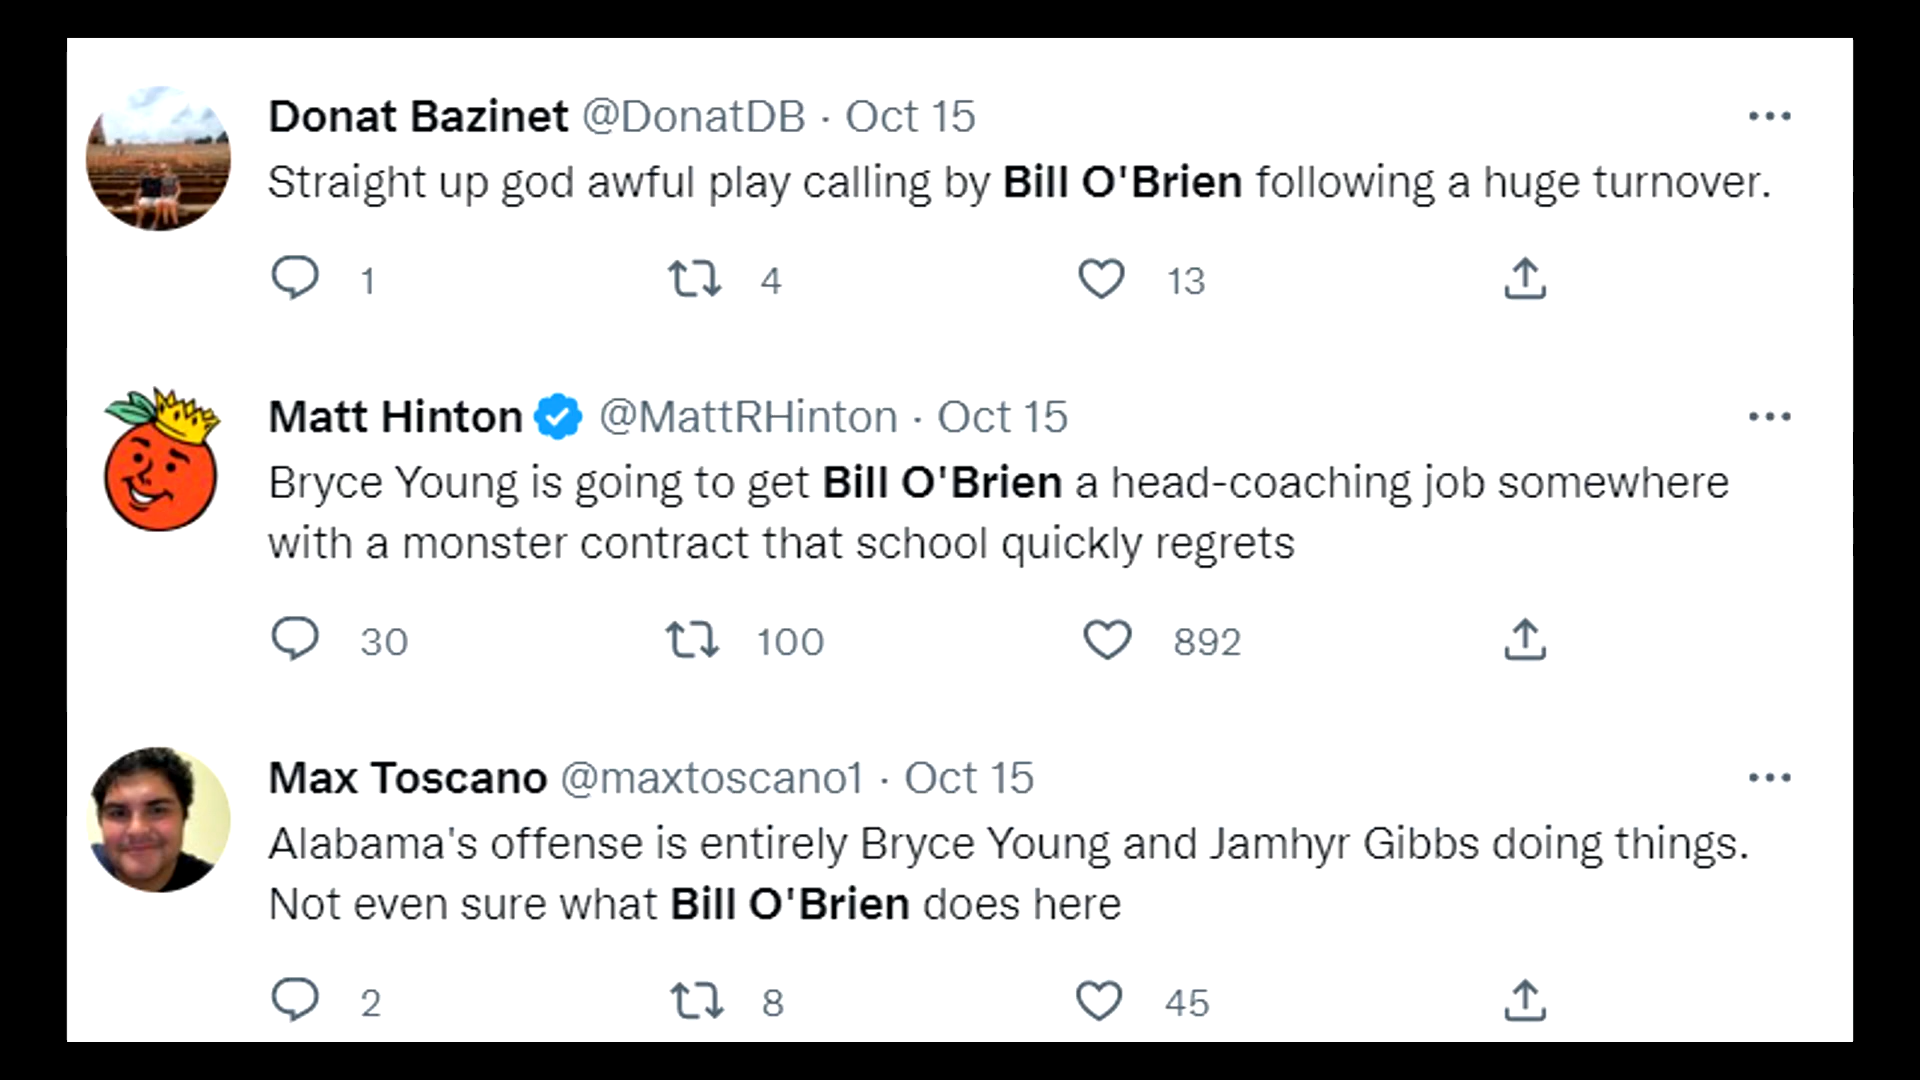 Donat Bazinet @DonatDB · Oct 15
Straight up god awful play calling by Bill O'Brien following a huge turnover.
1 4 13
Matt Hinton @MattRHinton · Oct 15
Bryce Young is going to get Bill O'Brien a head-coaching job somewhere
with a monster contract that school quickly regrets
30 100 892
Max Toscano @maxtoscano1 · Oct 15
Alabama's offense is entirely Bryce Young and Jamhyr Gibbs doing things.
Not even sure what Bill O'Brien does here
2 8 45